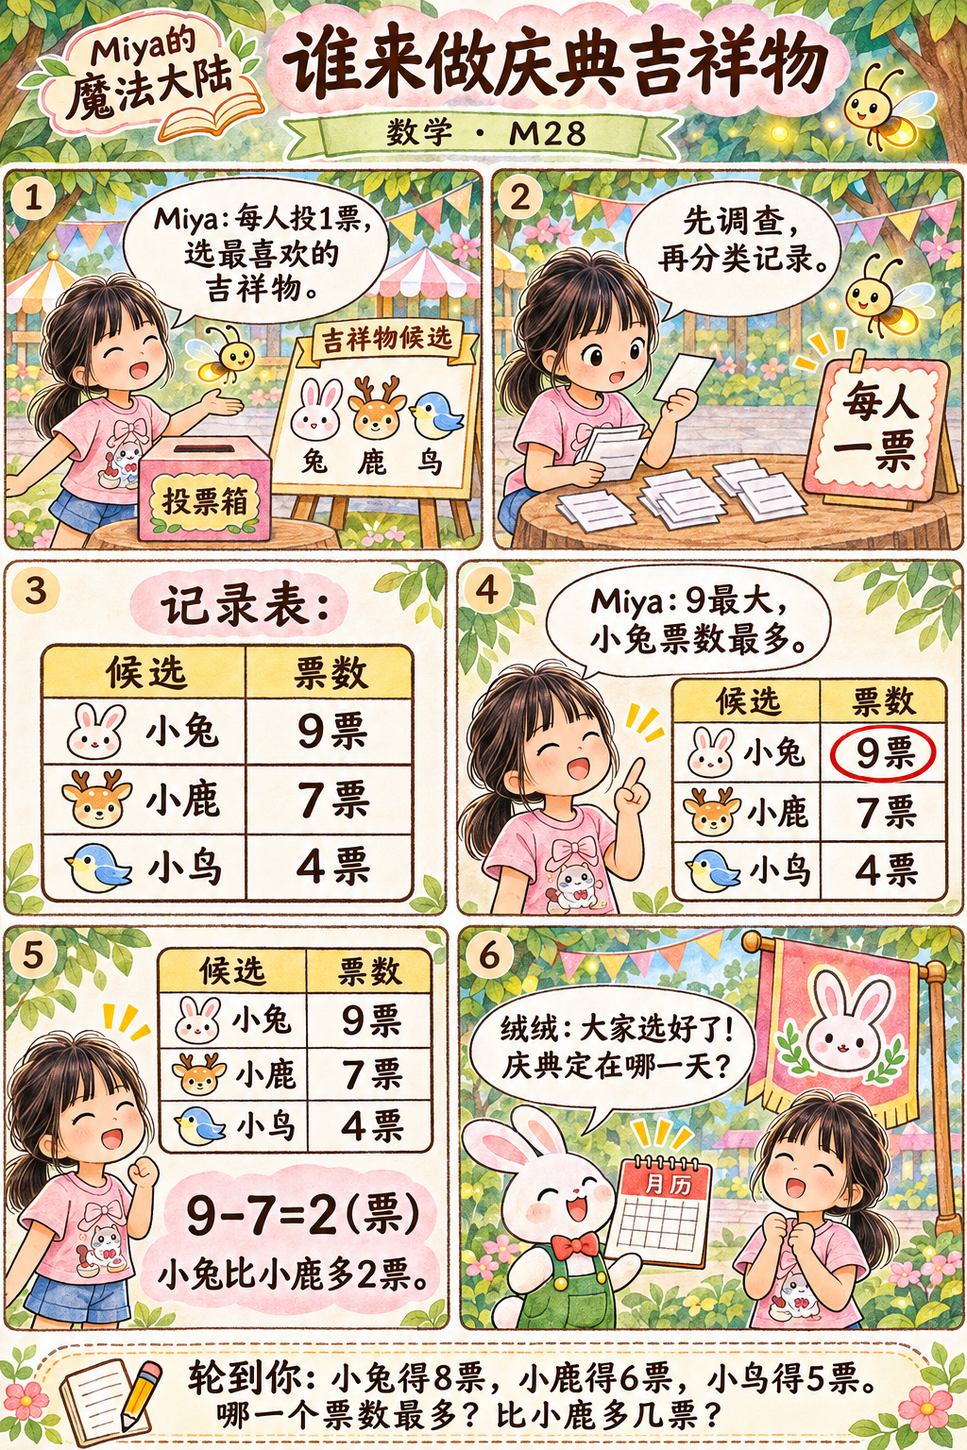 Miya的
魔法大陆
谁来做庆典吉祥物
数学 · M28
1
Miya：每人投1票，
选最喜欢的
吉祥物。
吉祥物候选
兔 鹿 鸟
投票箱
2
先调查，
再分类记录。
每人
一票
3
记录表：
候选 票数
小兔 9票
小鹿 7票
小鸟 4票
4
Miya：9最大，
小兔票数最多。
候选 票数
小兔 9票
小鹿 7票
小鸟 4票
5
候选 票数
小兔 9票
小鹿 7票
小鸟 4票
9-7=2(票)
小兔比小鹿多2票。
6
绒绒：大家选好了！
庆典定在哪一天？
月历
轮到你：小兔得8票，小鹿得6票，小鸟得5票。
哪一个票数最多？比小鹿多几票？